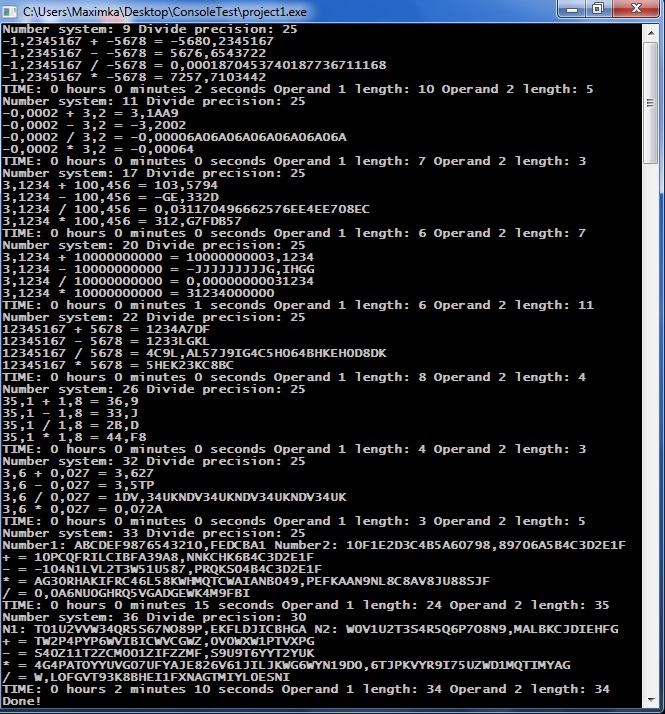 C:\Users\Maximka\Desktop\ConsoleTest\project1.exe
Number system: 9 Divide precision: 25
-1,2345167 + -5678 = -5680,2345167
-1,2345167 - -5678 = 5676,6543722
-1,2345167 / -5678 = 0,0001870453740187736711168
-1,2345167 * -5678 = 7257,7103442
TIME: 0 hours 0 minutes 2 seconds Operand 1 length: 10 Operand 2 length: 5
Number system: 11 Divide precision: 25
-0,0002 + 3,2 = 3,1AA9
-0,0002 - 3,2 = -3,2002
-0,0002 / 3,2 = -0,00006A06A06A06A06A06A06A
-0,0002 * 3,2 = -0,00064
TIME: 0 hours 0 minutes 0 seconds Operand 1 length: 7 Operand 2 length: 3
Number system: 17 Divide precision: 25
3,1234 + 100,456 = 103,5794
3,1234 - 100,456 = -GE,332D
3,1234 / 100,456 = 0,031170496662576EE4EE708EC
3,1234 * 100,456 = 312,G7FDB57
TIME: 0 hours 0 minutes 0 seconds Operand 1 length: 6 Operand 2 length: 7
Number system: 20 Divide precision: 25
3,1234 + 10000000000 = 10000000003,1234
3,1234 - 10000000000 = -JJJJJJJJJG,IHGG
3,1234 / 10000000000 = 0,00000000031234
3,1234 * 10000000000 = 31234000000
TIME: 0 hours 0 minutes 1 seconds Operand 1 length: 6 Operand 2 length: 11
Number system: 22 Divide precision: 25
12345167 + 5678 = 1234A7DF
12345167 - 5678 = 1233LGKL
12345167 / 5678 = 4C9L,AL57J9IG4C5H064BHKEH0D8DK
12345167 * 5678 = 5HEK23KC8BC
TIME: 0 hours 0 minutes 0 seconds Operand 1 length: 8 Operand 2 length: 4
Number system: 26 Divide precision: 25
35,1 + 1,8 = 36,9
35,1 - 1,8 = 33,J
35,1 / 1,8 = 2B,D
35,1 * 1,8 = 44,F8
TIME: 0 hours 0 minutes 0 seconds Operand 1 length: 4 Operand 2 length: 3
Number system: 32 Divide precision: 25
3,6 + 0,027 = 3,627
3,6 - 0,027 = 3,5TP
3,6 / 0,027 = 1DV,34UKNDV34UKNDV34UKNDV34UK
3,6 * 0,027 = 0,072A
TIME: 0 hours 0 minutes 0 seconds Operand 1 length: 3 Operand 2 length: 5
Number system: 33 Divide precision: 25
Number1: ABCDEF9876543210,FEDCBA1 Number2: 10F1E2D3C4B5A60798,89706A5B4C3D2E1F
+ = 10PCQFRILCIBFA39A8,NNKCHK6B4C3D2E1F
- = -104N1LVL2T3W51U587,PRQKSO4B4C3D2E1F
* = AG3ORHAKIFRC46L58KWHMQTCWAIANBO49,PEFKAAN9NL8C8AV8JU88SJF
/ = 0,0A6NUOGHRQ5VGADGEWK4M9FBI
TIME: 0 hours 0 minutes 15 seconds Operand 1 length: 24 Operand 2 length: 35
Number system: 36 Divide precision: 30
N1: T01U2VVW34QR5S67NO89P,EKFLDJICBHGA N2: W0V1U2T3S4R5Q6P7O8N9,MALBKCJDIEHFG
+ = TW2P4PYP6WVIBICWVCGWZ,0VOWXW1PTVXPG
- = S4OZ11T2ZCMOO1ZIFZZMF,S9U9T6YYT2YUK
* = 4G4PATOYYUVGO7UFYAJE826V61JILJKWG6WYN19DO,6TJPKVYR9I75UZWD1MQTIMYAG
/ = W,LOFGVT93K8BHEI1FXNAGTMIYLOESNI
TIME: 0 hours 2 minutes 10 seconds Operand 1 length: 34 Operand 2 length: 34
Done!